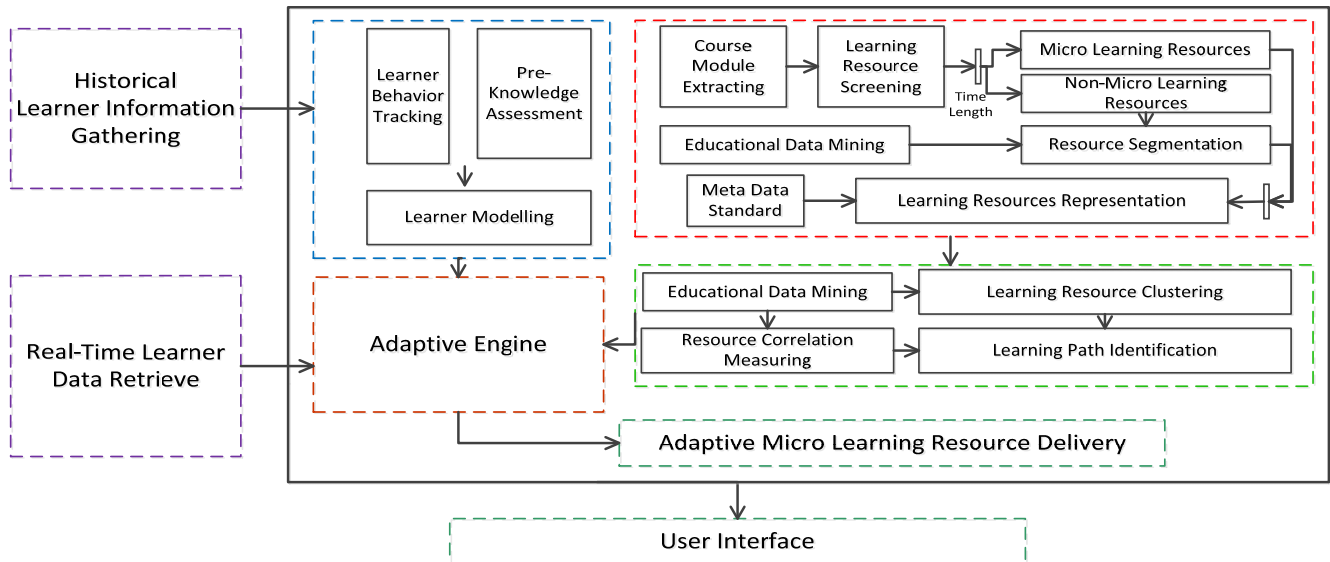 Historical
Learner Information
Gathering
Real-Time Learner
Data Retrieve
Learner
Behavior
Tracking
Pre-
Knowledge
Assessment
Learner Modelling
Adaptive Engine
Course
Module
Extracting
Learning
Resource
Screening
Time
Length
Micro Learning Resources
Non-Micro Learning
Resources
Educational Data Mining
Resource Segmentation
Meta Data
Standard
Learning Resources Representation
Educational Data Mining
Learning Resource Clustering
Resource Correlation
Measuring
Learning Path Identification
Adaptive Micro Learning Resource Delivery
User Interface